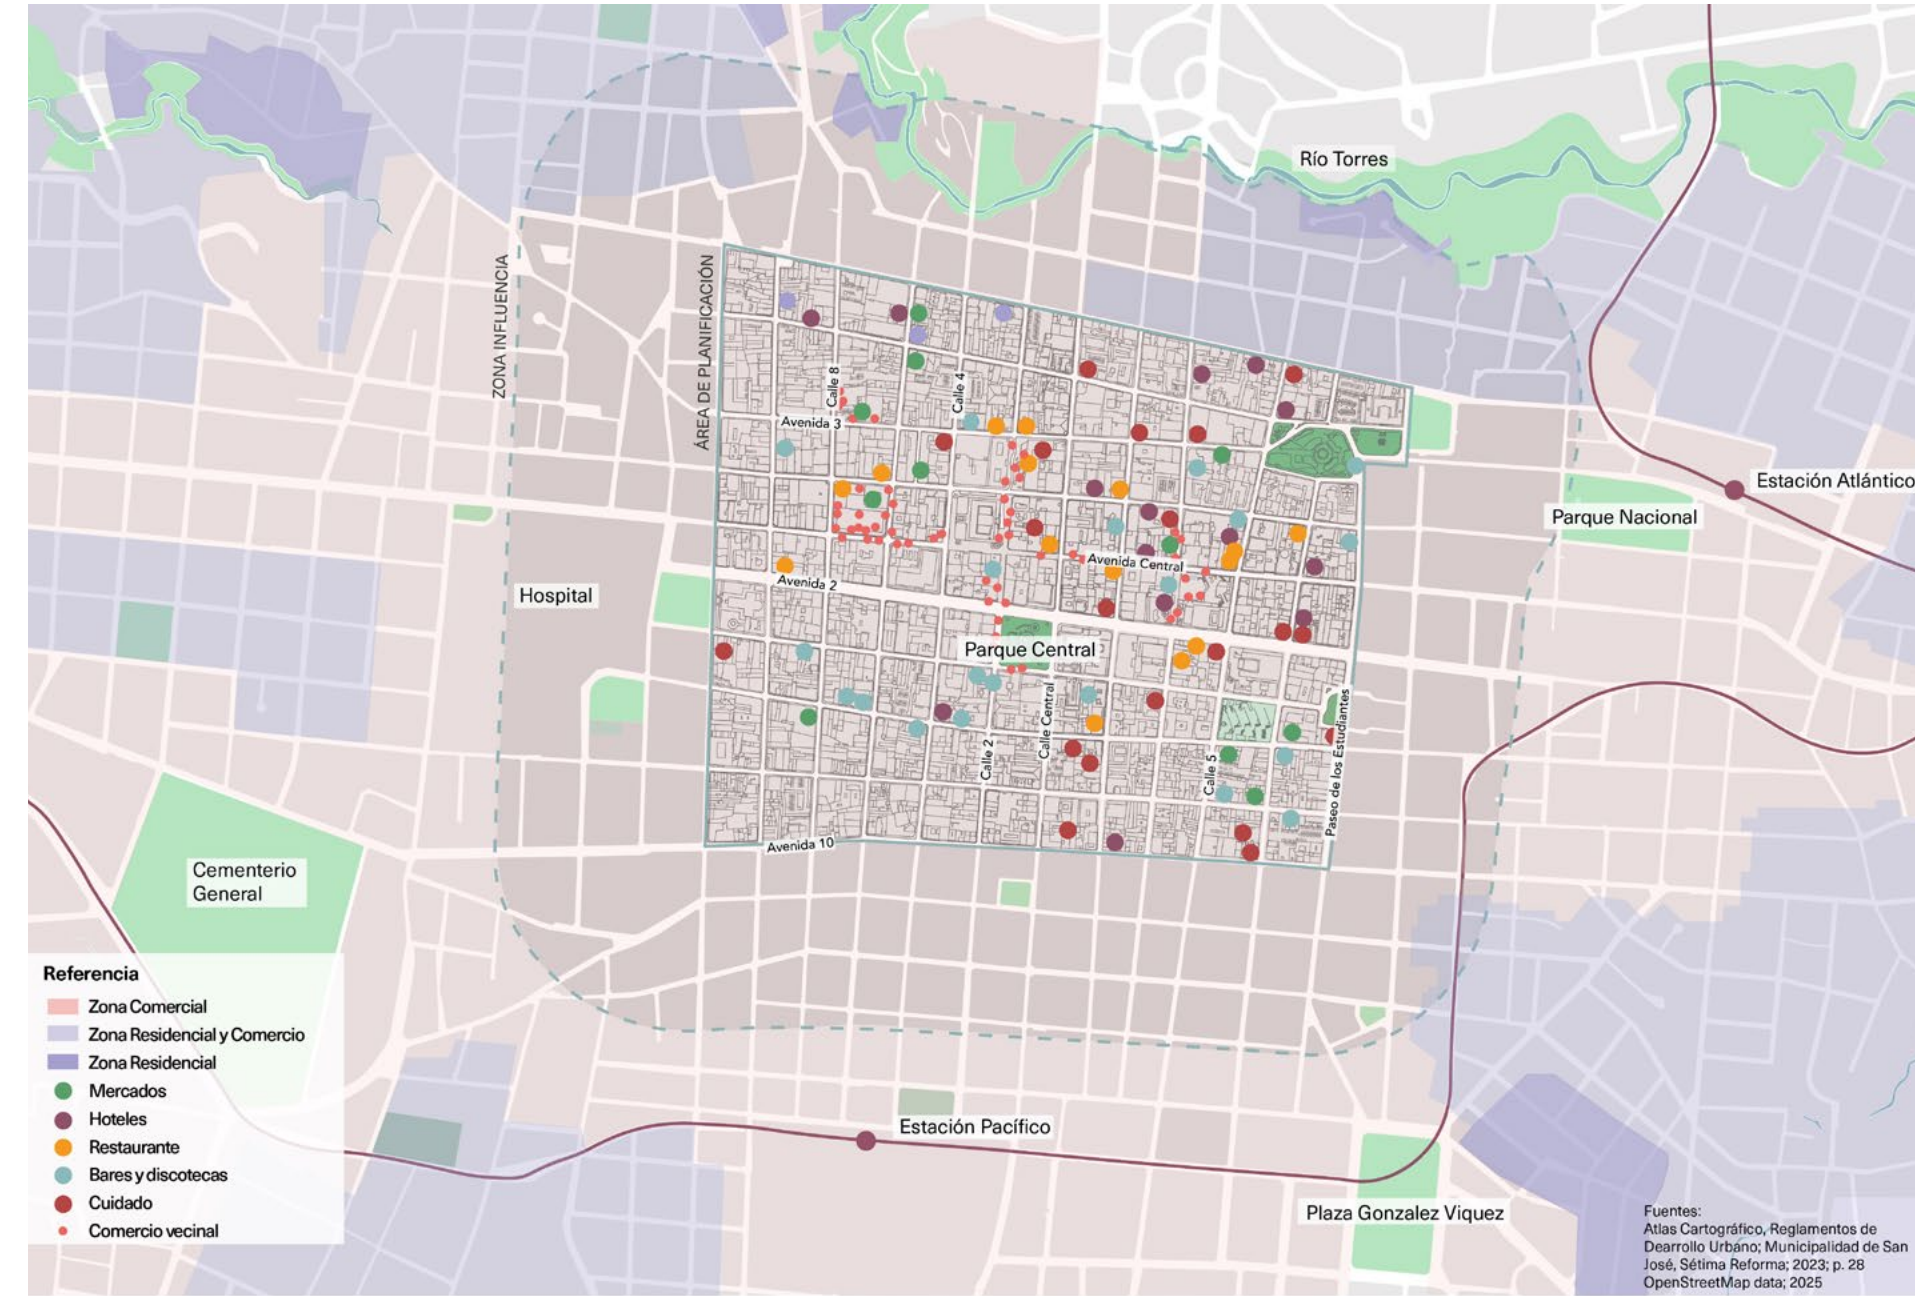 Río Torres
ZONA INFLUENCIA
ÁREA DE PLANIFICACIÓN
Calle 8
Calle 4
Avenida 3
Estación Atlántico
Parque Nacional
Avenida Central
Avenida 2
Hospital
Parque Central
Calle Central
Calle 2
Calle 5
Paseo de los Estudiantes
Avenida 10
Cementerio
General
Referencia
Zona Comercial
Zona Residencial y Comercio
Zona Residencial
Mercados
Hoteles
Restaurante
Bares y discotecas
Cuidado
Comercio vecinal
Estación Pacífico
Plaza Gonzalez Viquez
Fuentes:
Atlas Cartográfico, Reglamentos de
Dearrollo Urbano; Municipalidad de San
José, Sétima Reforma; 2023; p. 28
OpenStreetMap data; 2025